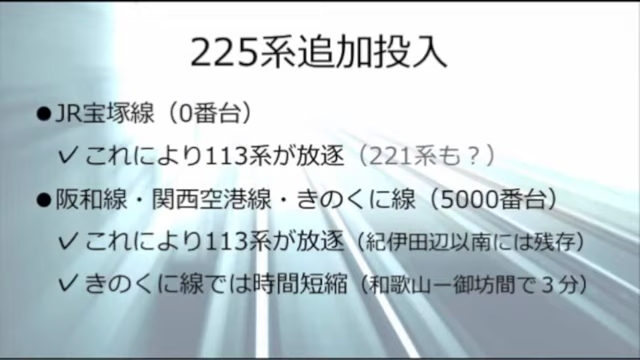 225系追加投入
●JR宝塚線（0番台）
✓これにより113系が放逐（221系も？）
●阪和線・関西空港線・きのくに線（5000番台）
✓これにより113系が放逐（紀伊田辺以南には残存）
✓きのくに線では時間短縮（和歌山ー御坊間で３分）